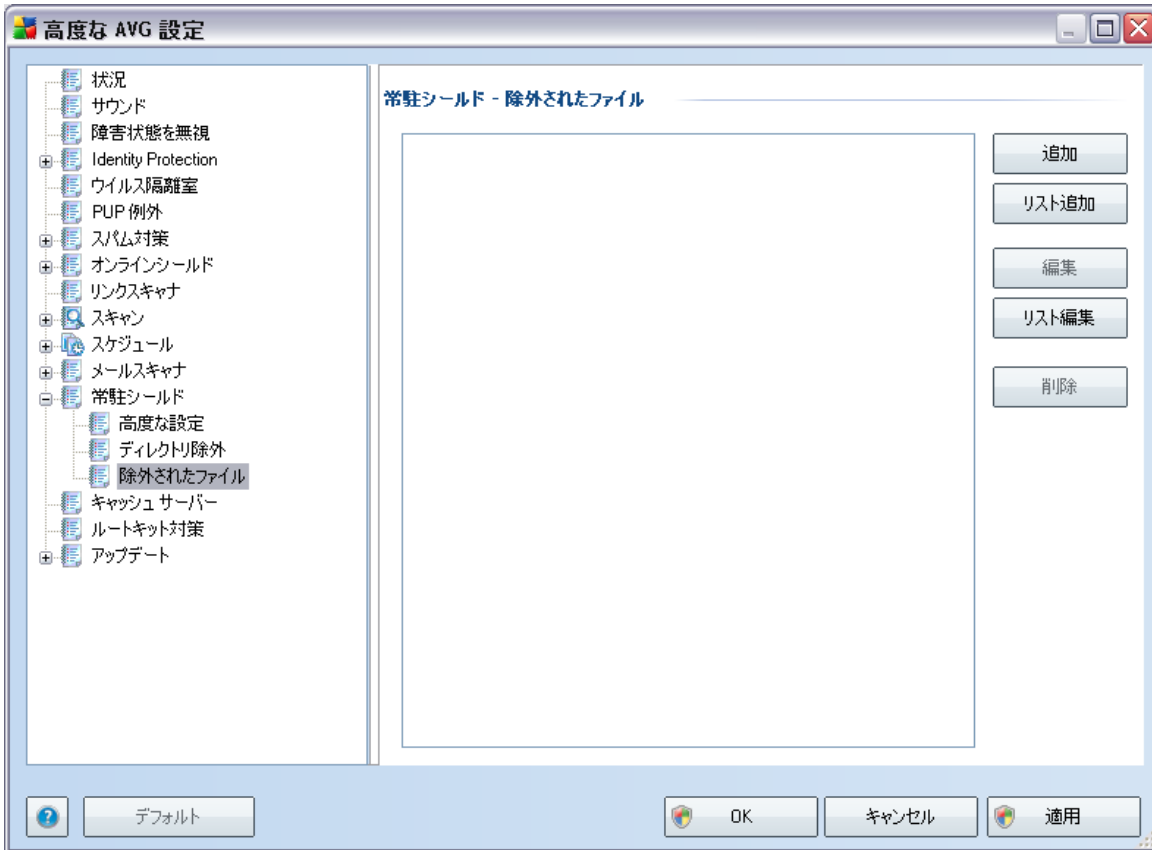 高度な AVG 設定
状況
サウンド
障害状態を無視
Identity Protection
ウイルス隔離室
PUP 例外
スパム対策
オンラインシールド
リンクスキャナ
スキャン
スケジュール
メールスキャナ
常駐シールド
高度な設定
ディレクトリ除外
除外されたファイル
キャッシュ サーバー
ルートキット対策
アップデート
常駐シールド - 除外されたファイル
追加
リスト追加
編集
リスト編集
削除
デフォルト
OK
キャンセル
適用